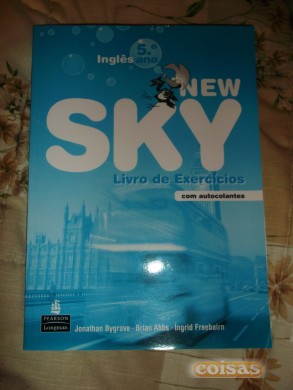 Inglês 5.º ano
NEW
SKY
Livro de Exercícios
com autocolantes
PEARSON
Longman
Jonathan Bygrave · Brian Abbs · Ingrid Freebairn
coisas